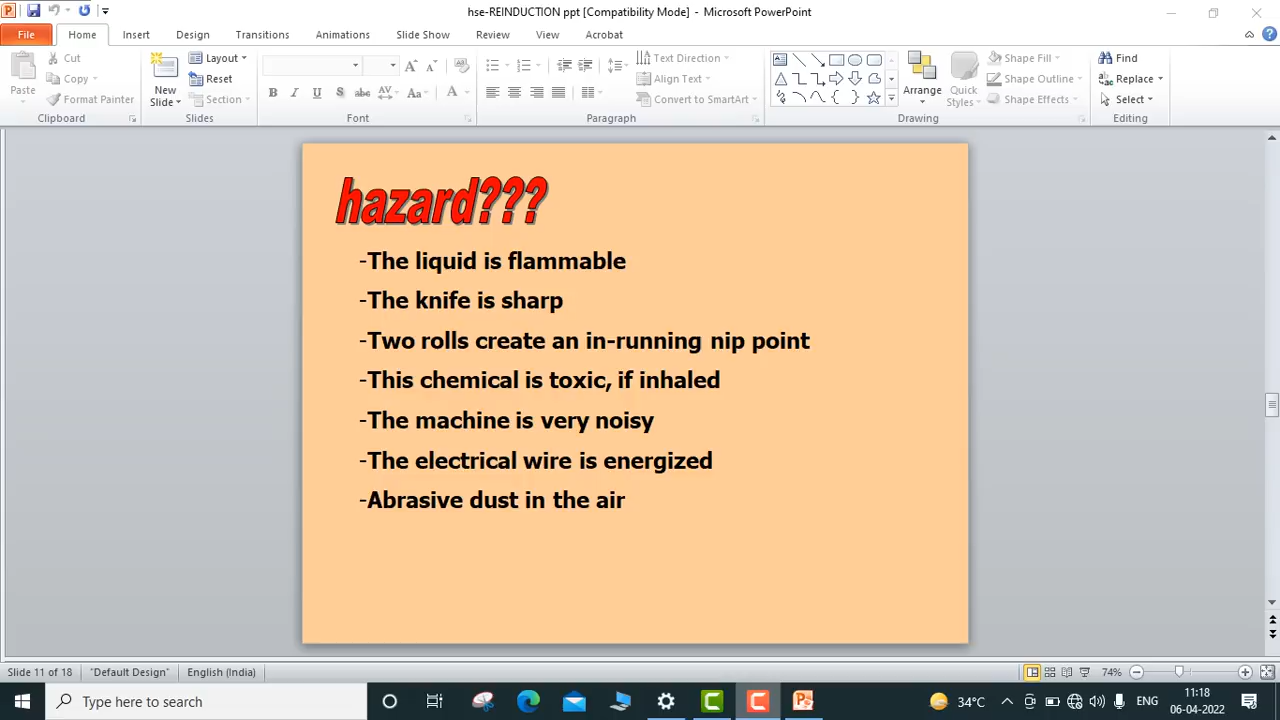 hse-REINDUCTION ppt [Compatibility Mode] - Microsoft PowerPoint
File Home Insert Design Transitions Animations Slide Show Review View Acrobat
Paste
Cut
Copy
Format Painter
Clipboard
New Slide
Layout
Reset
Section
Slides
B I U S abc AV Aa A
Font
Text Direction
Align Text
Convert to SmartArt
Paragraph
Arrange
Quick Styles
Shape Fill
Shape Outline
Shape Effects
Drawing
Find
Replace
Select
Editing
hazard???
-The liquid is flammable
-The knife is sharp
-Two rolls create an in-running nip point
-This chemical is toxic, if inhaled
-The machine is very noisy
-The electrical wire is energized
-Abrasive dust in the air
Slide 11 of 18 "Default Design" English (India) 74%
Type here to search
34°C ENG
11:18
06-04-2022